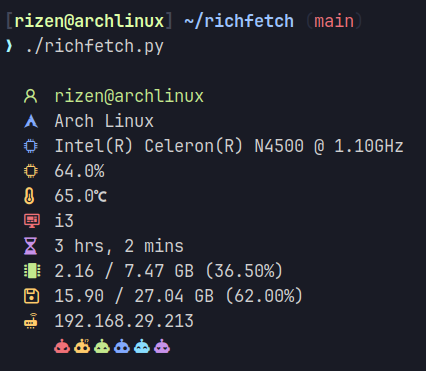 [rizen@archlinux] ~/richfetch (main)
❯ ./richfetch.py
rizen@archlinux
Arch Linux
Intel(R) Celeron(R) N4500 @ 1.10GHz
64.0%
65.0℃
i3
3 hrs, 2 mins
2.16 / 7.47 GB (36.50%)
15.90 / 27.04 GB (62.00%)
192.168.29.213